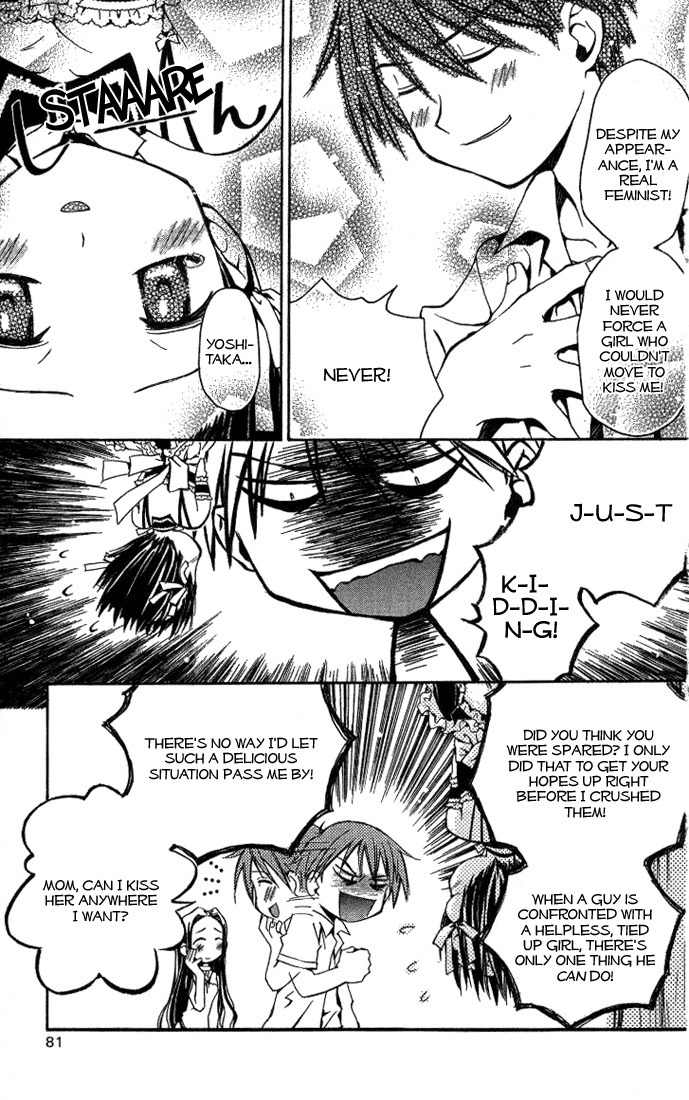 DESPITE MY
APPEAR-
ANCE, I'M A
REAL
FEMINIST!
I WOULD
NEVER
FORCE A
GIRL WHO
COULDN'T
MOVE TO
KISS ME!
NEVER!
STAAARE
じーん
YOSHI-
TAKA...
J-U-S-T
K-I-
D-D-I-
N-G!
DID YOU THINK YOU
WERE SPARED? I ONLY
DID THAT TO GET YOUR
HOPES UP RIGHT
BEFORE I CRUSHED
THEM!
WHEN A GUY IS
CONFRONTED WITH
A HELPLESS, TIED
UP GIRL, THERE'S
ONLY ONE THING HE
CAN DO!
THERE'S NO WAY I'D LET
SUCH A DELICIOUS
SITUATION PASS ME BY!
MOM, CAN I KISS
HER ANYWHERE
I WANT?
81